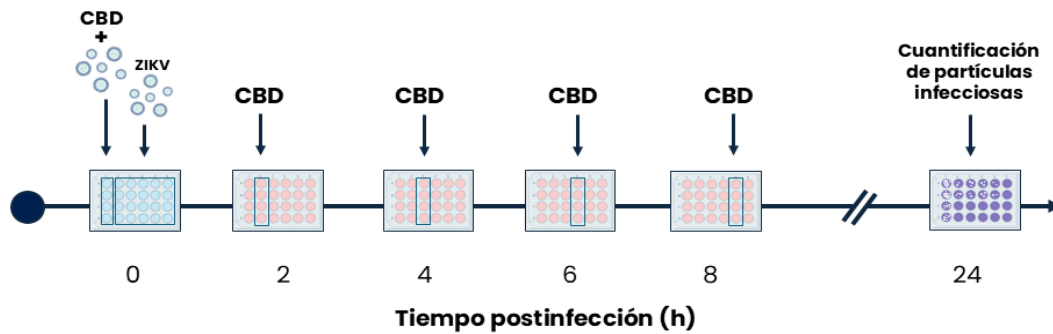 CBD
+
ZIKV
CBD
CBD
CBD
CBD
Cuantificación
de partículas
infecciosas
0
2
4
6
8
24
Tiempo postinfección (h)